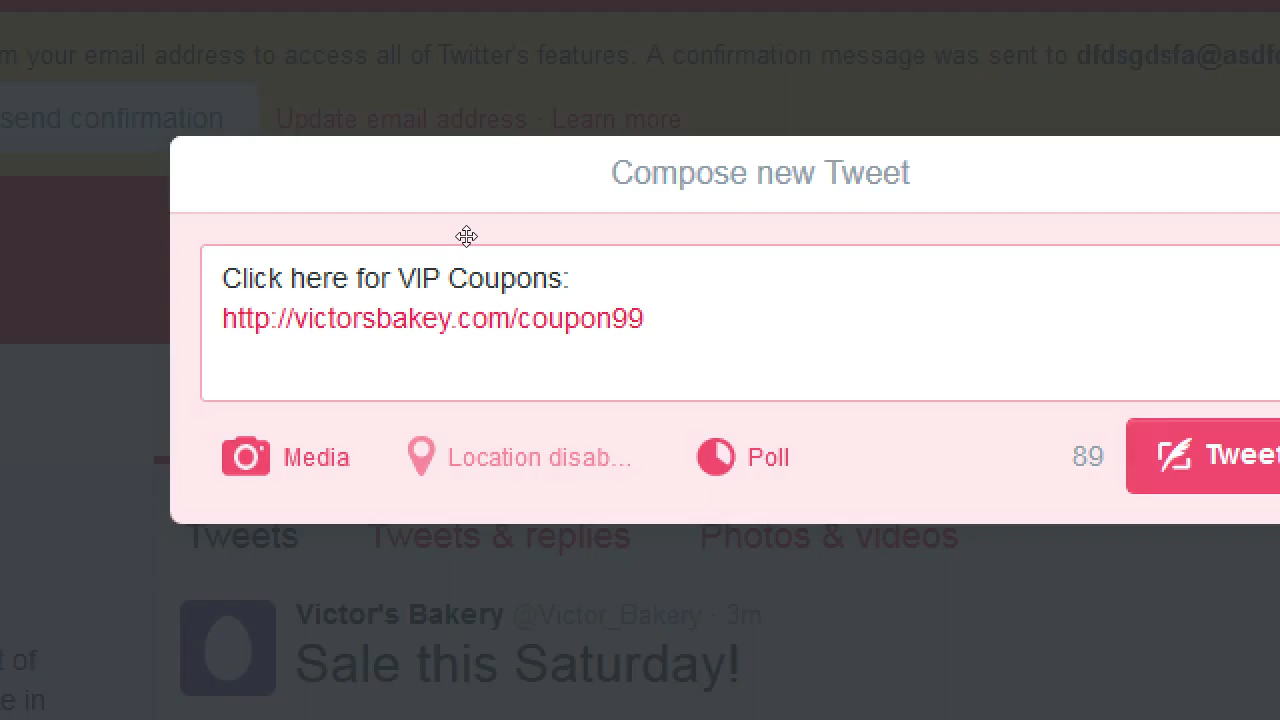 m your email address to access all of Twitter's features. A confirmation message was sent to dfdsgdsfa@asdf
send confirmation Update email address · Learn more
Compose new Tweet
Click here for VIP Coupons:
http://victorsbakey.com/coupon99
Media Location disab... Poll 89 Tweet
Tweets Tweets & replies Photos & videos
Victor's Bakery @Victor_Bakery · 3m
Sale this Saturday!
t of
e in